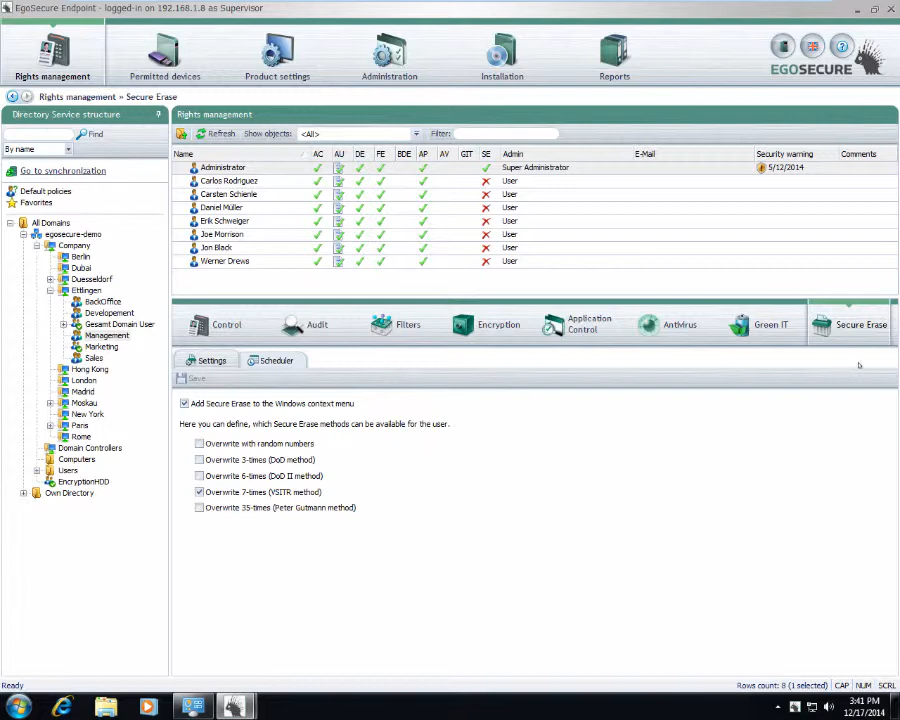 EgoSecure Endpoint - logged-in on 192.168.1.8 as Supervisor
Rights management
Permitted devices
Product settings
Administration
Installation
Reports
EGOSECURE
Rights management » Secure Erase
Directory Service structure
Rights management
Find
Refresh
Show objects:
<All>
Filter:
By name
Name
AC
AU
DE
FE
BDE
AP
AV
GIT
SE
Admin
E-Mail
Security warning
Comments
Administrator
Super Administrator
5/12/2014
Carlos Rodriguez
User
Carsten Schienle
User
Daniel Müller
User
Erik Schweiger
User
Joe Morrison
User
Jon Black
User
Werner Drews
User
Go to synchronization
Default policies
Favorites
All Domains
egosecure-demo
Company
Berlin
Dubai
Duesseldorf
Ettlingen
BackOffice
Developement
Gesamt Domain User
Management
Marketing
Sales
Hong Kong
London
Madrid
Moskau
New York
Paris
Rome
Domain Controllers
Computers
Users
EncryptionHDD
Own Directory
Control
Audit
Filters
Encryption
Application Control
AntiVirus
Green IT
Secure Erase
Settings
Scheduler
Save
Add Secure Erase to the Windows context menu
Here you can define, which Secure Erase methods can be available for the user.
Overwrite with random numbers
Overwrite 3-times (DoD method)
Overwrite 6-times (DoD II method)
Overwrite 7-times (VSITR method)
Overwrite 35-times (Peter Gutmann method)
Ready
Rows count: 8 (1 selected)
CAP
NUM
SCRL
3:41 PM
12/17/2014